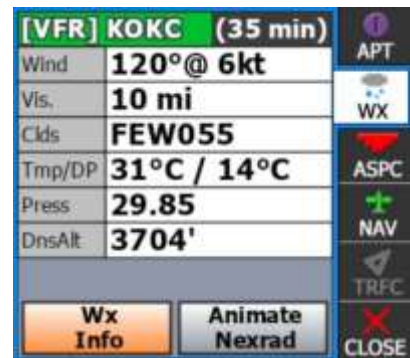 [VFR] KOKC (35 min)
Wind 120°@ 6kt
Vis. 10 mi
Clds FEW055
Tmp/DP 31°C / 14°C
Press 29.85
DnsAlt 3704'
Wx Info
Animate Nexrad
APT
WX
ASPC
NAV
TRFC
CLOSE